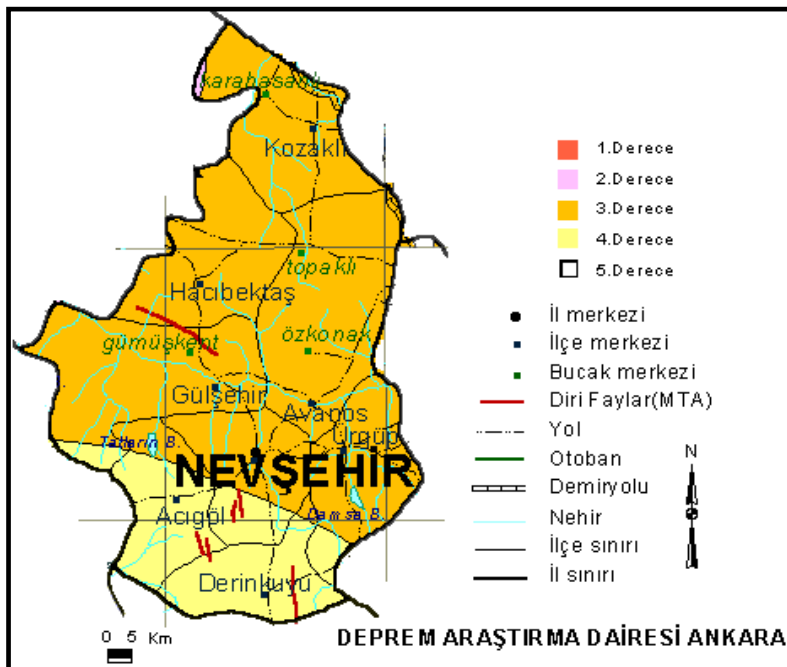 karahasanlı
Kozaklı
topaklı
Hacıbektaş
gümüşkent
özkonak
Gülşehir
Avanos
Ürgüp
Tatlarin B.
NEVŞEHİR
Acıgöl
Damsa B.
Derinkuyu
0 5 Km
1.Derece
2.Derece
3.Derece
4.Derece
5.Derece
İl merkezi
İlçe merkezi
Bucak merkezi
Diri Faylar(MTA)
Yol
Otoban
Demiryolu
Nehir
İlçe sınırı
İl sınırı
N
DEPREM ARAŞTIRMA DAİRESİ ANKARA